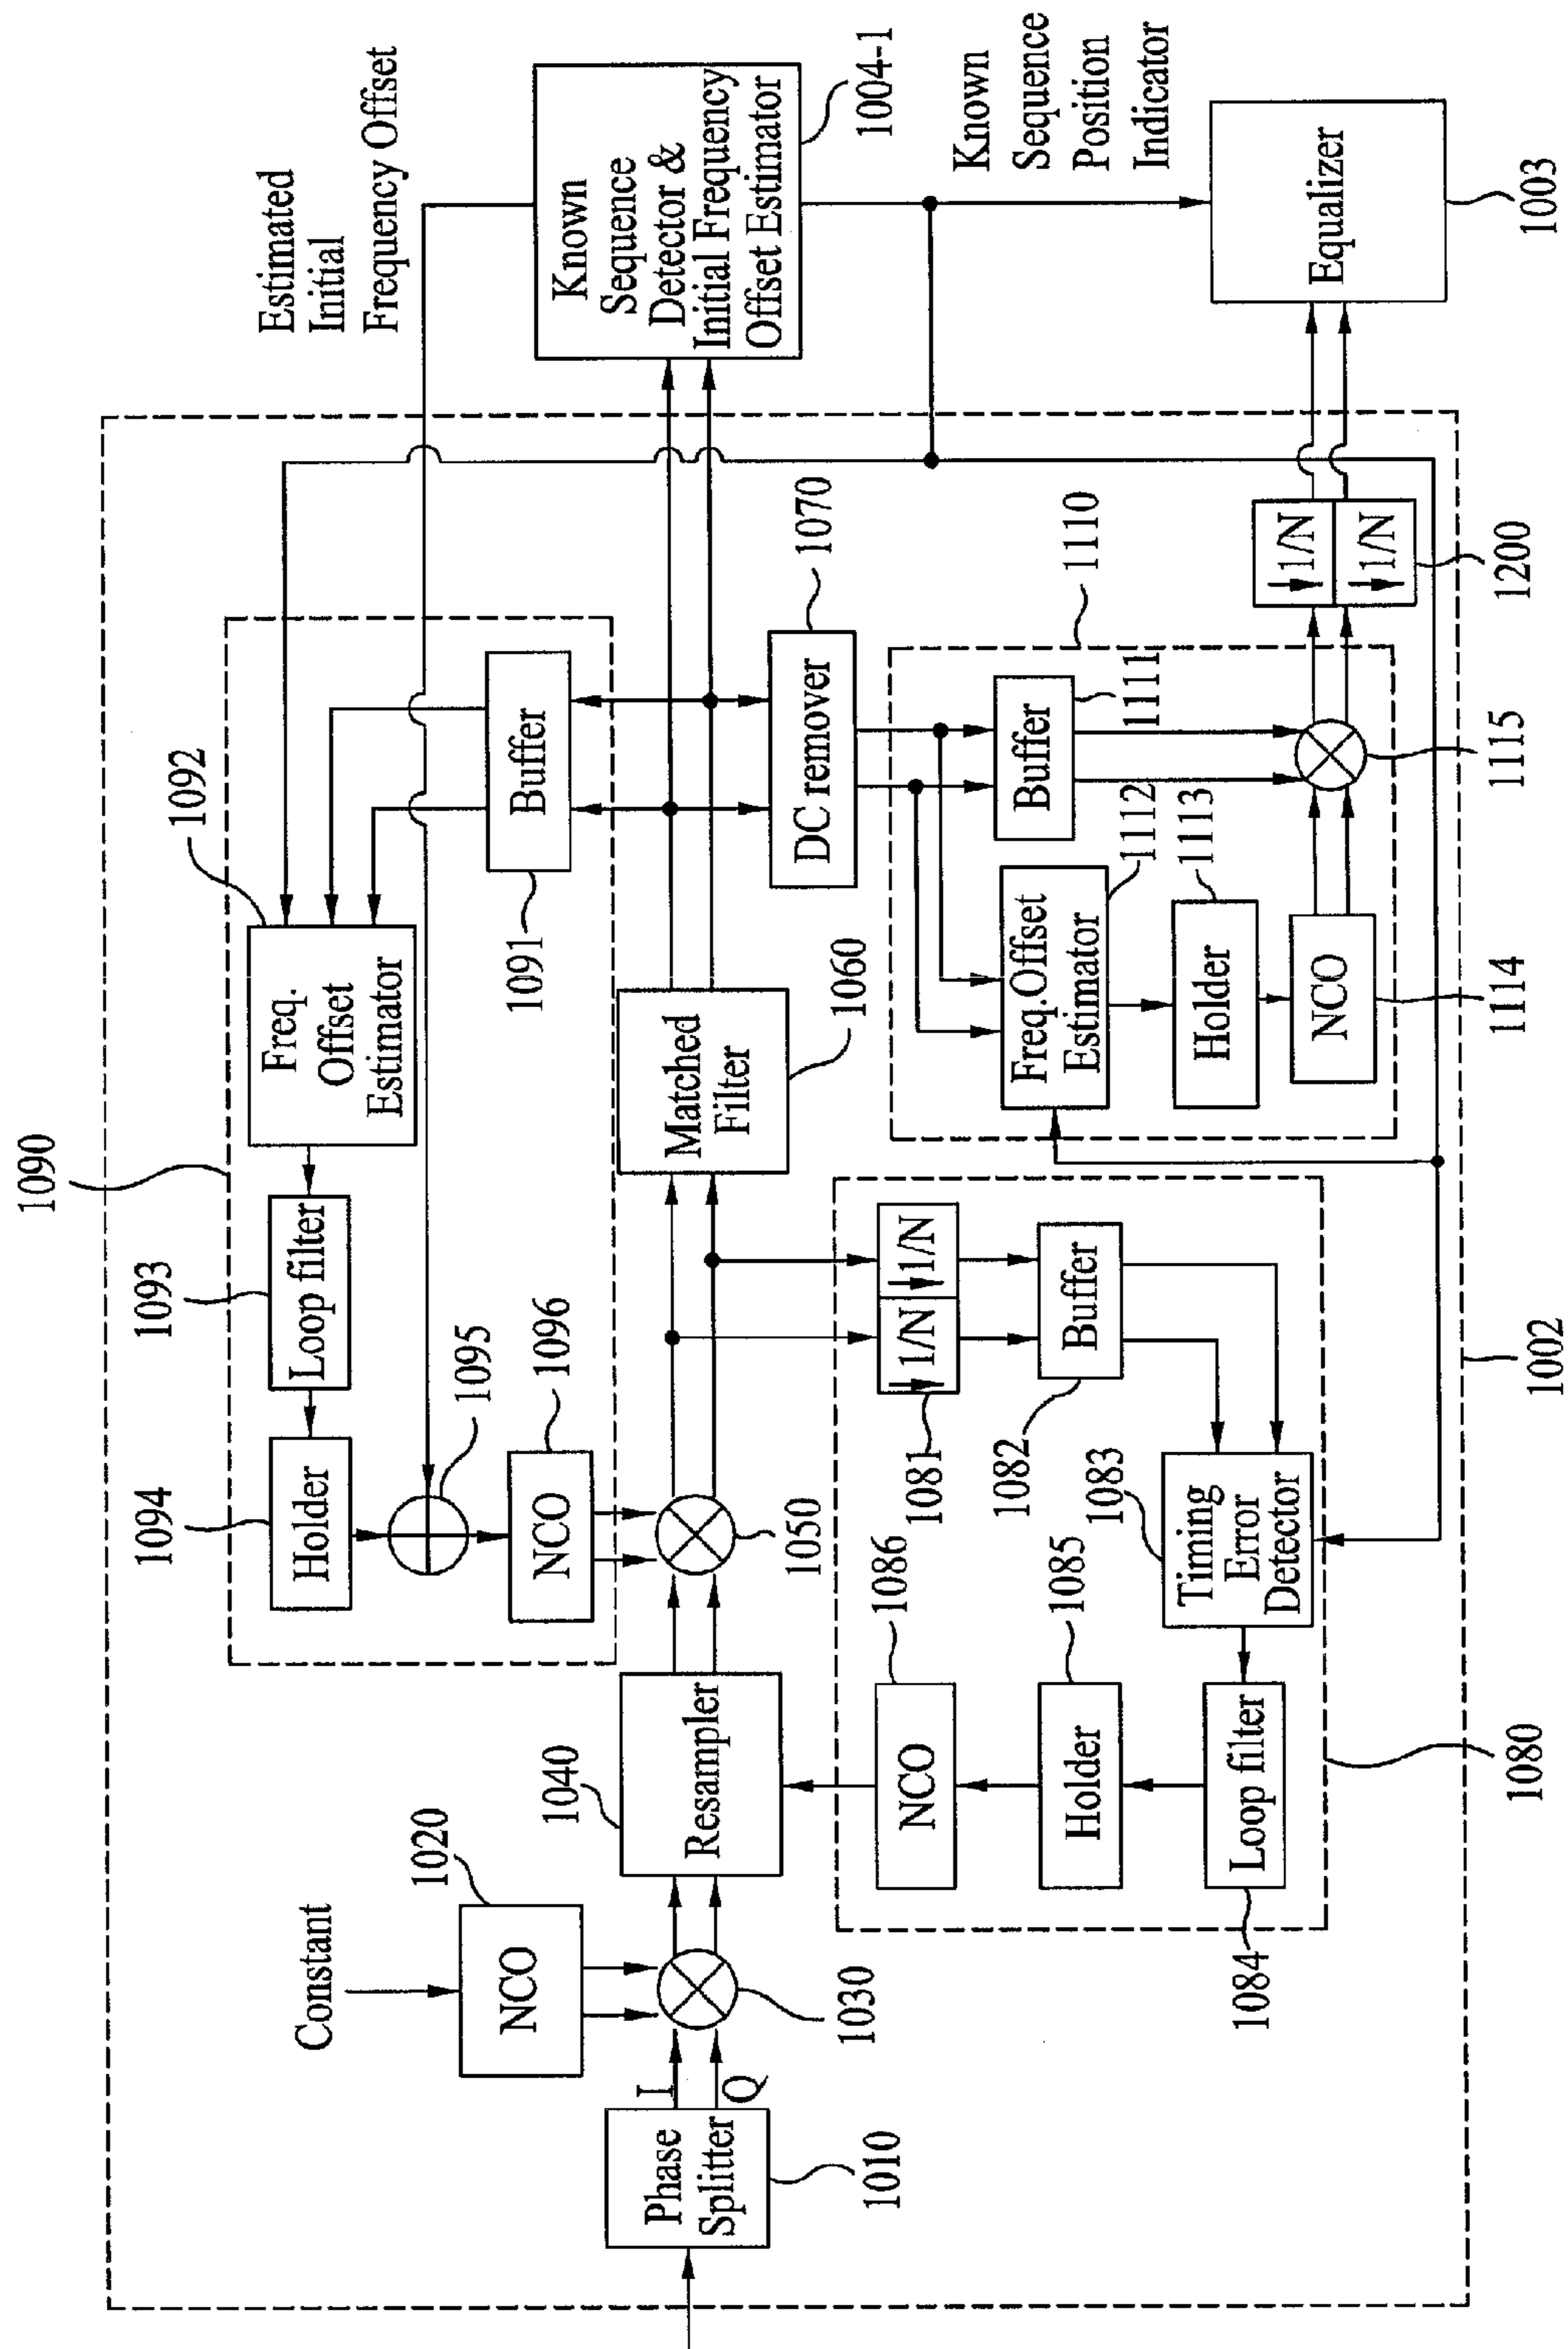 Estimated
Initial
Frequency Offset
1090
1092
Freq.
Offset
Estimator
1093
Loop filter
1094
Holder
1095
1096
NCO
Buffer
1091
Known
Sequence
Detector &
Initial Frequency
Offset Estimator
1004-1
Constant
1020
NCO
1040
Phase
Splitter
1010
I
Q
1030
Resampler
1050
Matched
Filter
1060
DC remover
1070
Known
Sequence
Position
Indicator
1086
NCO
1085
Holder
1084
Loop filter
1083
Timing
Error
Detector
1081
1/N
1/N
1082
Buffer
1080
1110
Freq.Offset
Estimator
1112
Buffer
1111
Holder
1113
NCO
1114
1115
1/N
1/N
1200
Equalizer
1003
1002